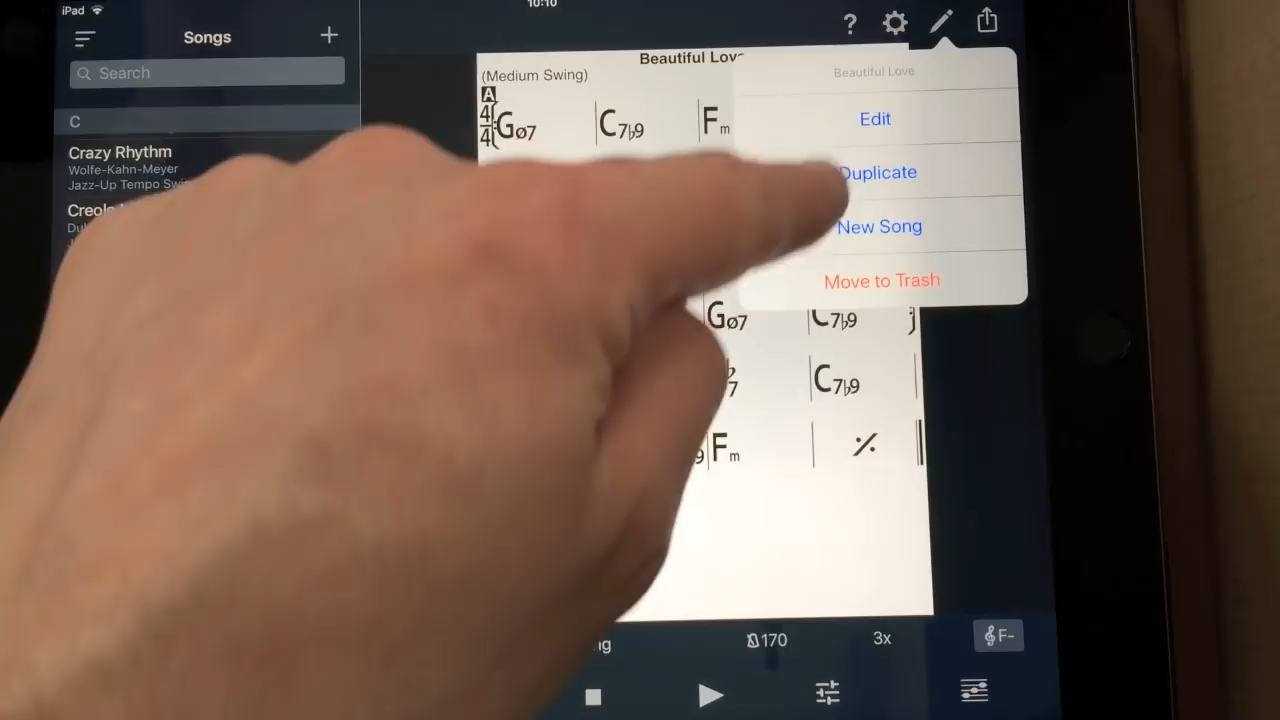 iPad
10:10
Songs
Search
C
Crazy Rhythm
Wolfe-Kahn-Meyer
Jazz-Up Tempo
Beautiful Love
(Medium Swing)
A
4/4 Gø7 C7♭9 Fm
Beautiful Love
Edit
Duplicate
New Song
Move to Trash
Gø7 C7♭9
7 C7♭9
9 Fm 𝄎
170 3x F-